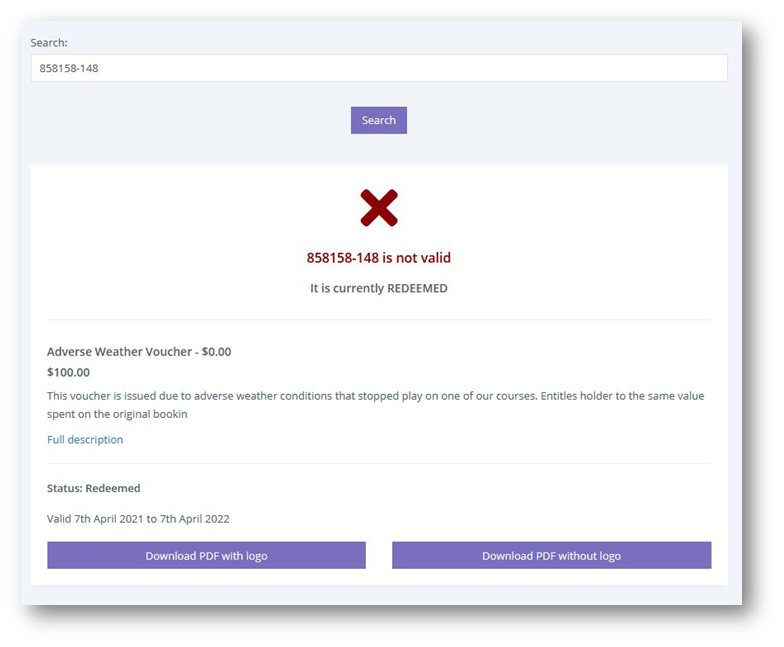 Search:
858158-148
Search
858158-148 is not valid
It is currently REDEEMED
Adverse Weather Voucher - $0.00
$100.00
This voucher is issued due to adverse weather conditions that stopped play on one of our courses. Entitles holder to the same value
spent on the original bookin
Full description
Status: Redeemed
Valid 7th April 2021 to 7th April 2022
Download PDF with logo
Download PDF without logo